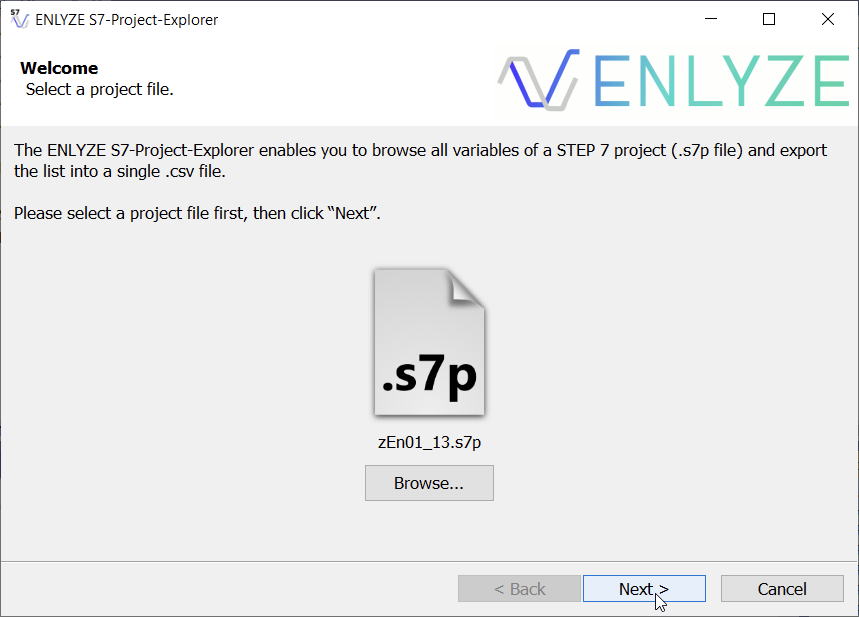 S7
ENLYZE S7-Project-Explorer
Welcome
Select a project file.
ENLYZE
The ENLYZE S7-Project-Explorer enables you to browse all variables of a STEP 7 project (.s7p file) and export
the list into a single .csv file.
Please select a project file first, then click “Next”.
.s7p
zEn01_13.s7p
Browse...
< Back
Next >
Cancel